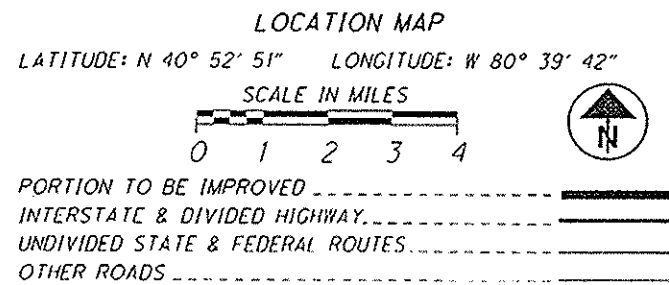 LOCATION MAP
LATITUDE: N 40° 52' 51" LONGITUDE: W 80° 39' 42"
SCALE IN MILES
0 1 2 3 4
N
PORTION TO BE IMPROVED
INTERSTATE & DIVIDED HIGHWAY
UNDIVIDED STATE & FEDERAL ROUTES
OTHER ROADS